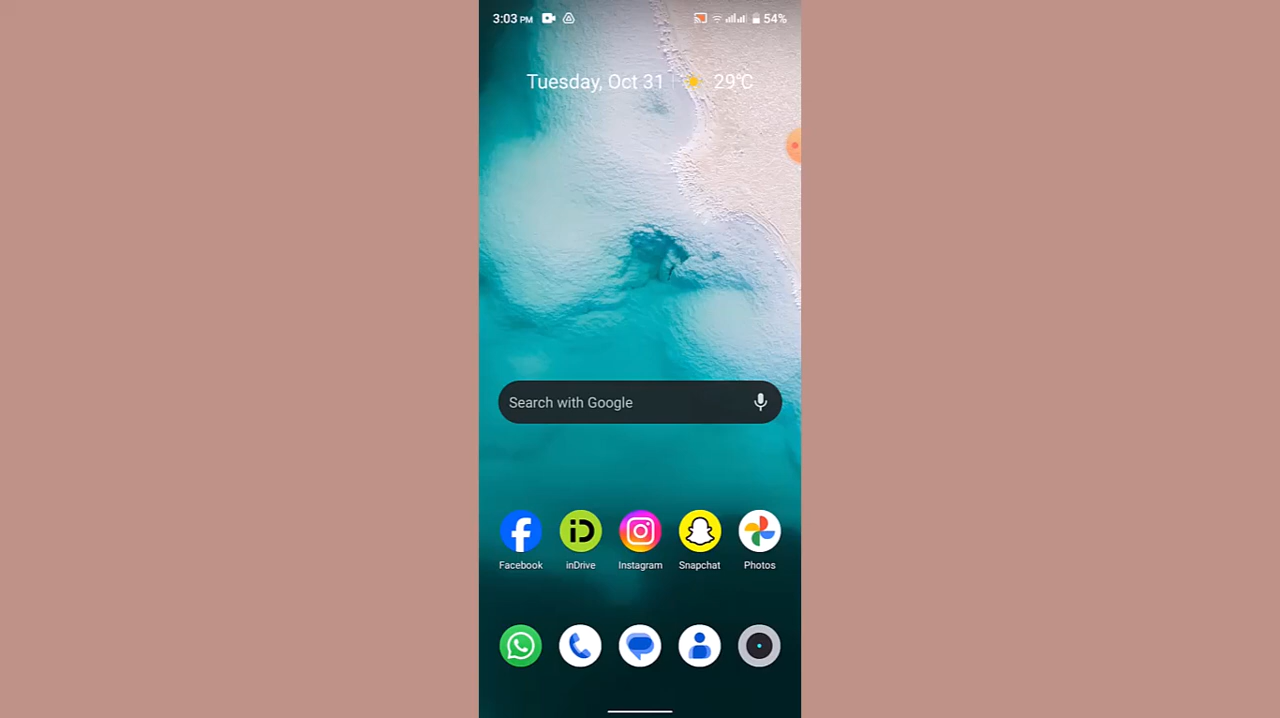 3:03 PM 54%
Tuesday, Oct 31 29°C
Search with Google
Facebook inDrive Instagram Snapchat Photos